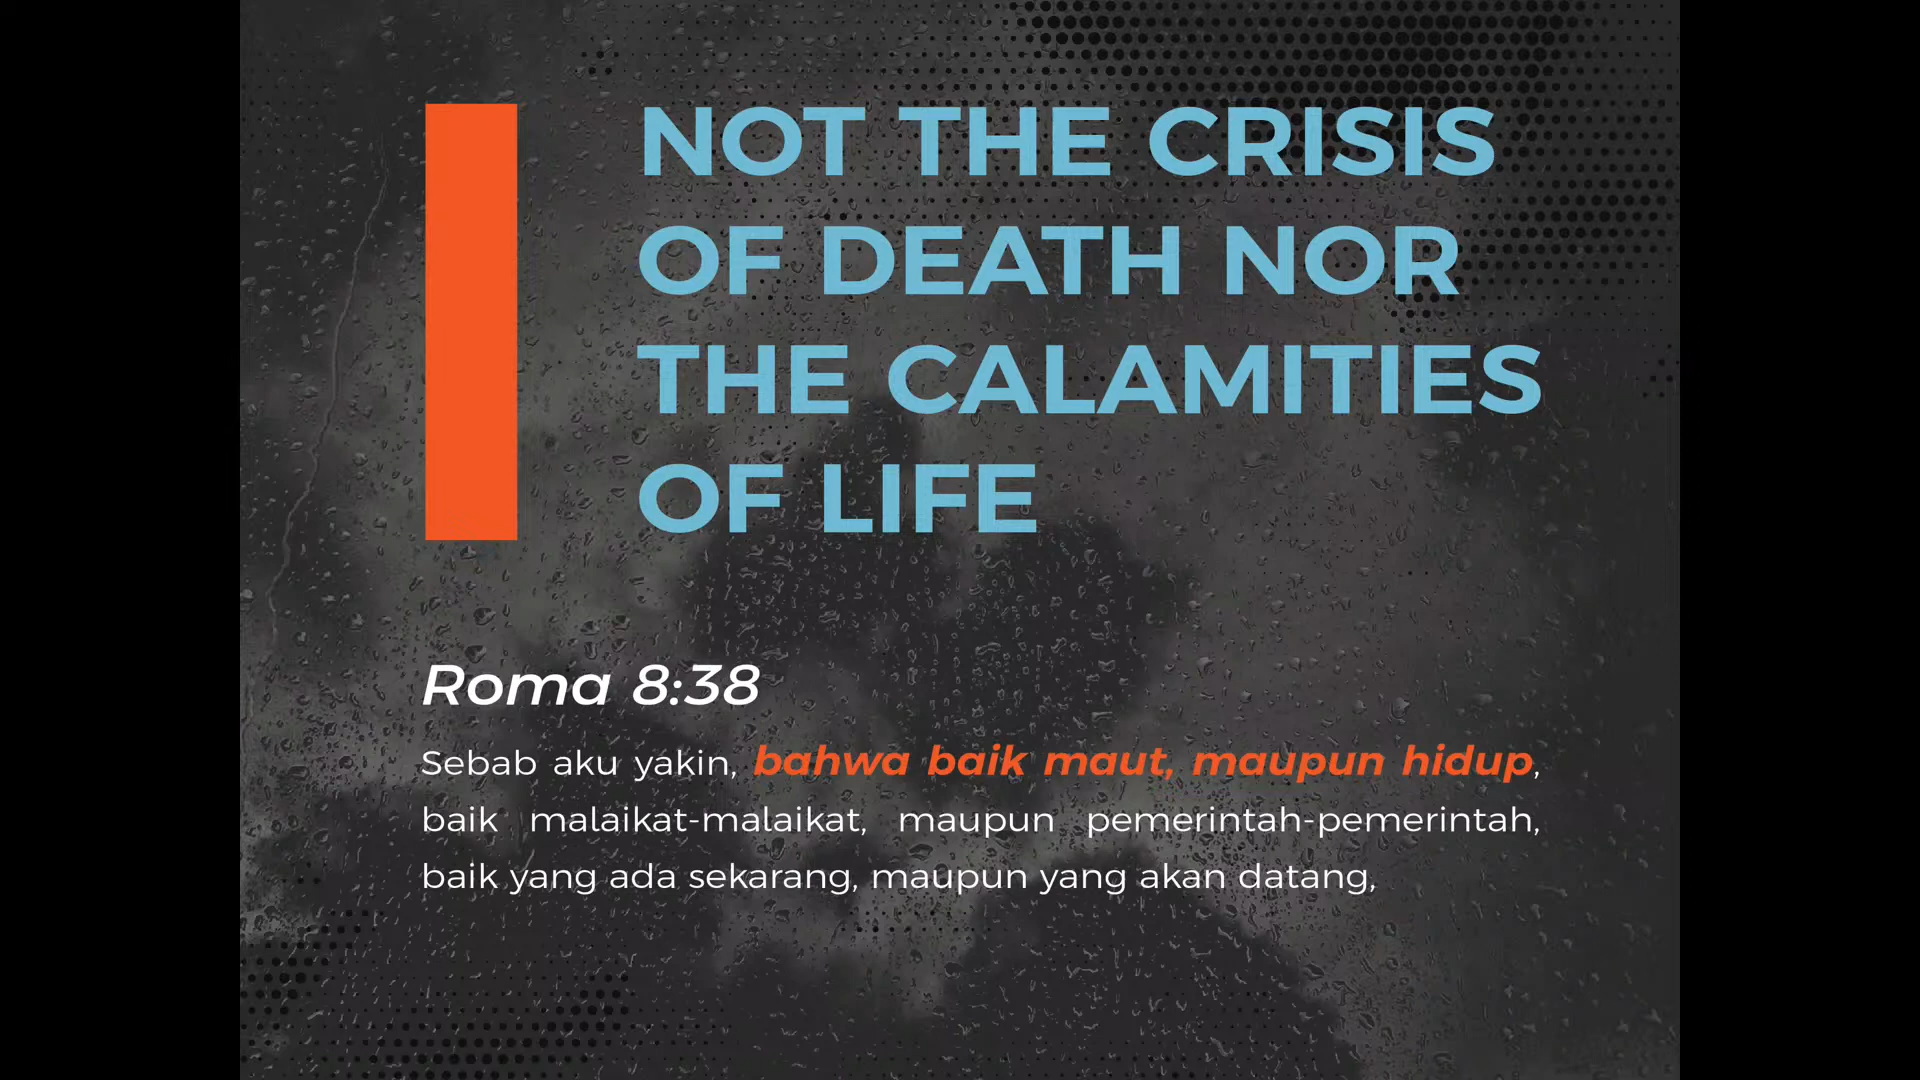 NOT THE CRISIS
OF DEATH NOR
THE CALAMITIES
OF LIFE
Roma 8:38
Sebab aku yakin, bahwa baik maut, maupun hidup,
baik malaikat-malaikat, maupun pemerintah-pemerintah,
baik yang ada sekarang, maupun yang akan datang,